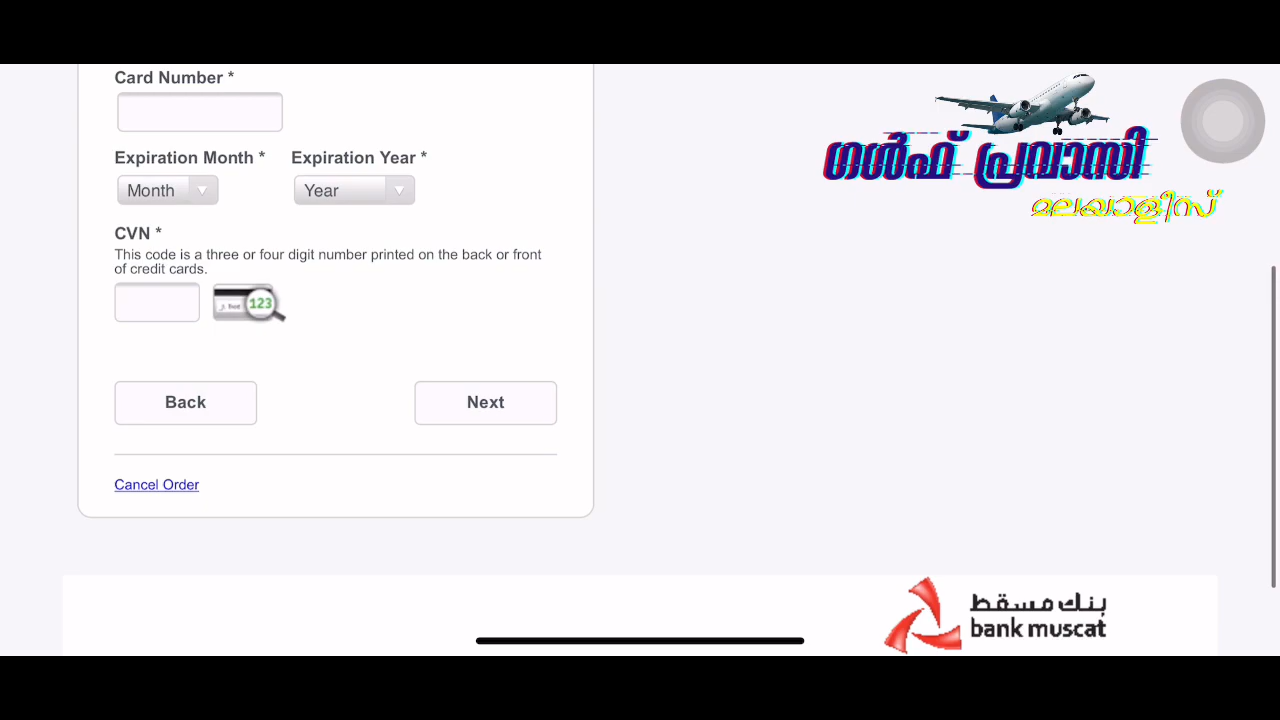 Card Number *
Expiration Month *
Expiration Year *
Month
Year
CVN *
This code is a three or four digit number printed on the back or front
of credit cards.
123
Back
Next
Cancel Order
ഗൾഫ് പ്രവാസി
മലയാളീസ്
بنك مسقط
bank muscat